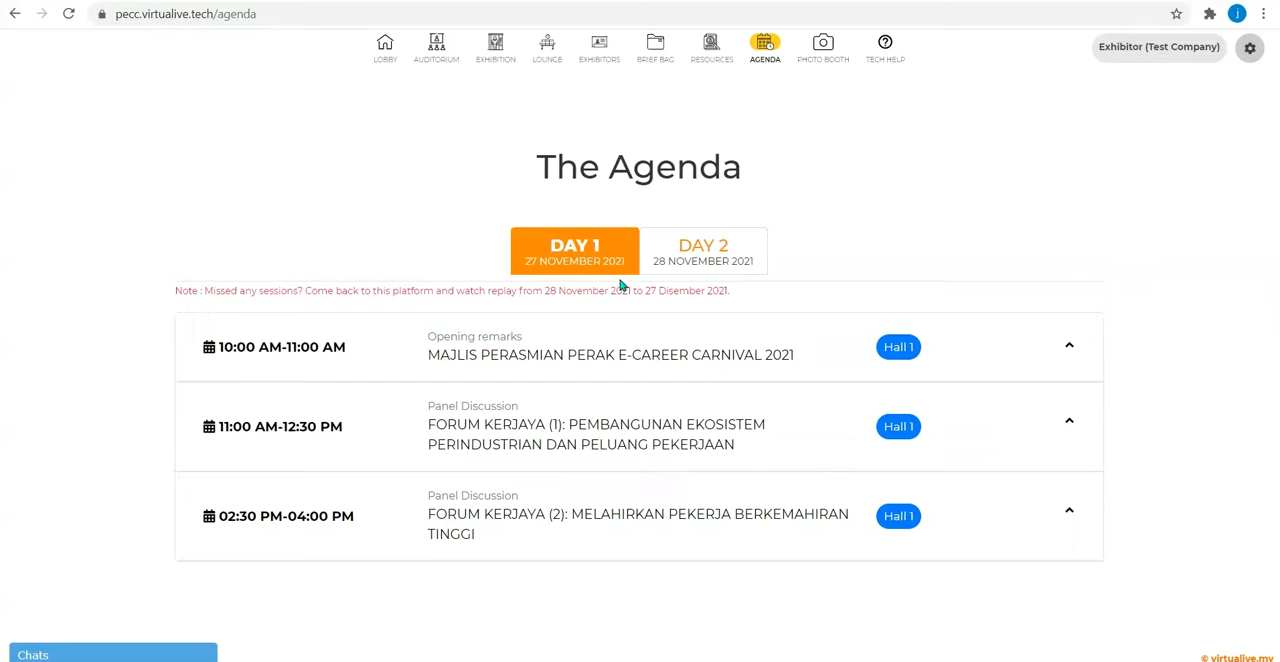 pecc.virtualive.tech/agenda
j
LOBBY
AUDITORIUM
EXHIBITION
LOUNGE
EXHIBITORS
BRIEF BAG
RESOURCES
AGENDA
PHOTO BOOTH
TECH HELP
Exhibitor (Test Company)
The Agenda
DAY 1
27 NOVEMBER 2021
DAY 2
28 NOVEMBER 2021
Note : Missed any sessions? Come back to this platform and watch replay from 28 November 2021 to 27 Disember 2021.
10:00 AM-11:00 AM
Opening remarks
MAJLIS PERASMIAN PERAK E-CAREER CARNIVAL 2021
Hall 1
11:00 AM-12:30 PM
Panel Discussion
FORUM KERJAYA (1): PEMBANGUNAN EKOSISTEM
PERINDUSTRIAN DAN PELUANG PEKERJAAN
Hall 1
02:30 PM-04:00 PM
Panel Discussion
FORUM KERJAYA (2): MELAHIRKAN PEKERJA BERKEMAHIRAN
TINGGI
Hall 1
Chats
© virtualive.my